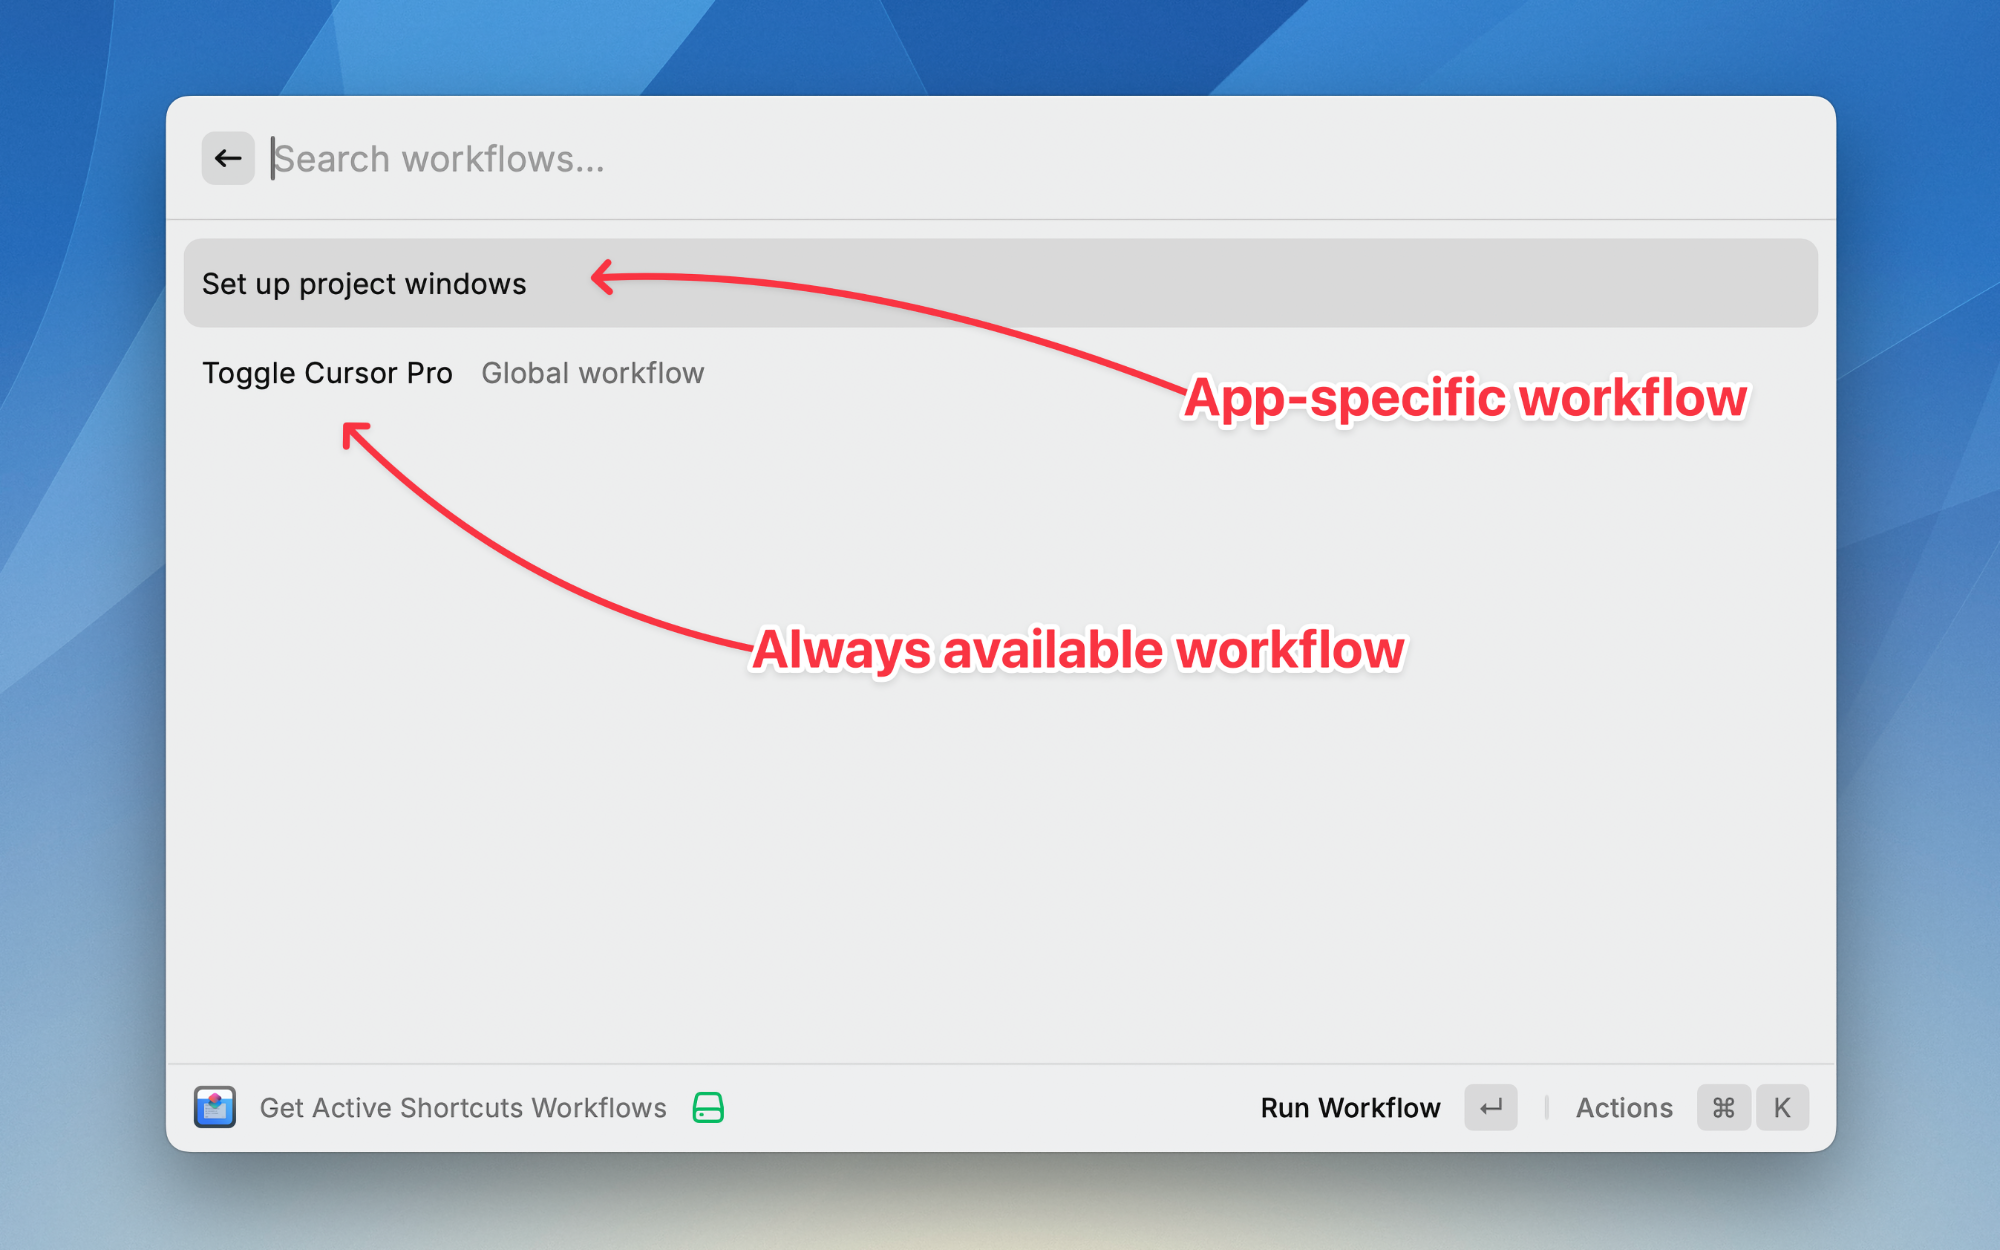 Search workflows...
Set up project windows
Toggle Cursor Pro Global workflow
App-specific workflow
Always available workflow
Get Active Shortcuts Workflows
Run Workflow ↵ Actions ⌘ K